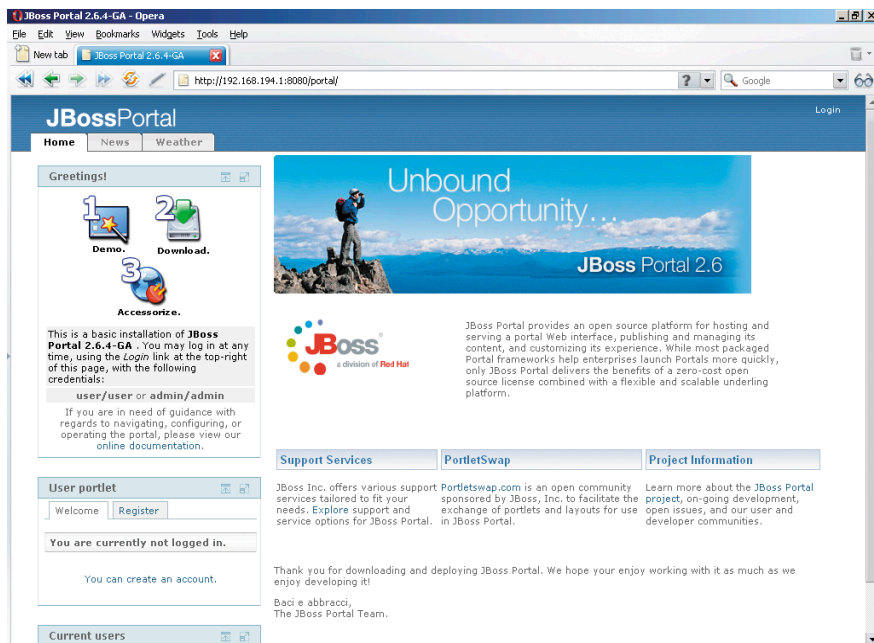 JBoss Portal 2.6.4-GA - Opera
File Edit View Bookmarks Widgets Tools Help
New tab JBoss Portal 2.6.4-GA
http://192.168.194.1:8080/portal/ ? Google
Login
JBossPortal
Home News Weather
Greetings!
1 2
Demo. Download.
3
Accessorize.
This is a basic installation of JBoss
Portal 2.6.4-GA . You may log in at any
time, using the Login link at the top-right
of this page, with the following
credentials:
user/user or admin/admin
If you are in need of guidance with
regards to navigating, configuring, or
operating the portal, please view our
online documentation.
User portlet
Welcome Register
You are currently not logged in.
You can create an account.
Current users
Unbound
Opportunity...
JBoss Portal 2.6
JBoss
a division of Red Hat
JBoss Portal provides an open source platform for hosting and
serving a portal Web interface, publishing and managing its
content, and customizing its experience. While most packaged
Portal frameworks help enterprises launch Portals more quickly,
only JBoss Portal delivers the benefits of a zero-cost open
source license combined with a flexible and scalable underling
platform.
Support Services
JBoss Inc. offers various support
services tailored to fit your
needs. Explore support and
service options for JBoss Portal.
PortletSwap
Portletswap.com is an open community
sponsored by JBoss, Inc. to facilitate the
exchange of portlets and layouts for use
in JBoss Portal.
Project Information
Learn more about the JBoss Portal
project, on-going development,
open issues, and our user and
developer communities.
Thank you for downloading and deploying JBoss Portal. We hope your enjoy working with it as much as we
enjoy developing it!
Baci e abbracci,
The JBoss Portal Team.